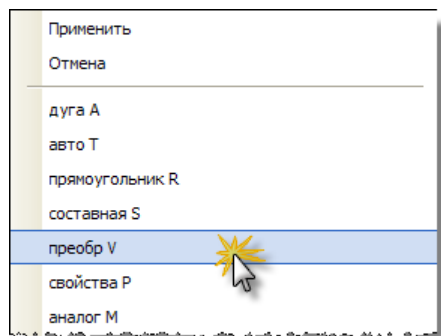 Применить
Отмена
дуга A
авто T
прямоугольник R
составная S
преобр V
свойства P
аналог M